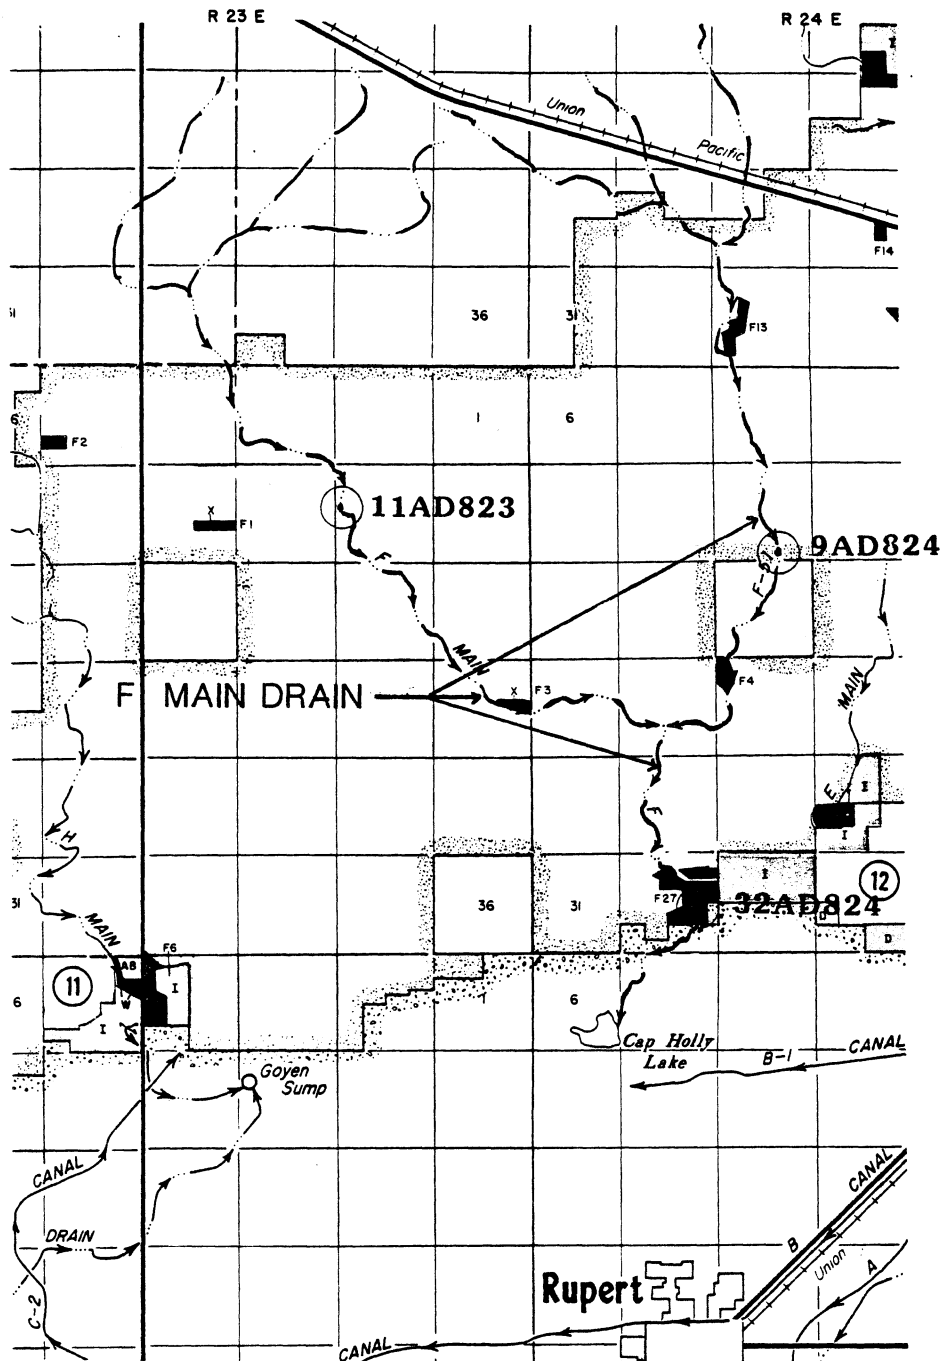 R 23 E
R 24 E
I
Union
Pacific
F14
31
36
31
F13
6
1
6
F2
X
F1
11AD823
9AD824
F
F-51
MAIN
F MAIN DRAIN
X
F3
F4
MAIN
E
I
I
H
F
I
12
31
36
31
F27
32AD824
D
D
MAIN
F6
AB
11
I
W
6
I
1
6
Cap Holly
Lake
B-1
CANAL
Goyen
Sump
CANAL
CANAL
DRAIN
B
Union
A
Rupert
C-2
CANAL